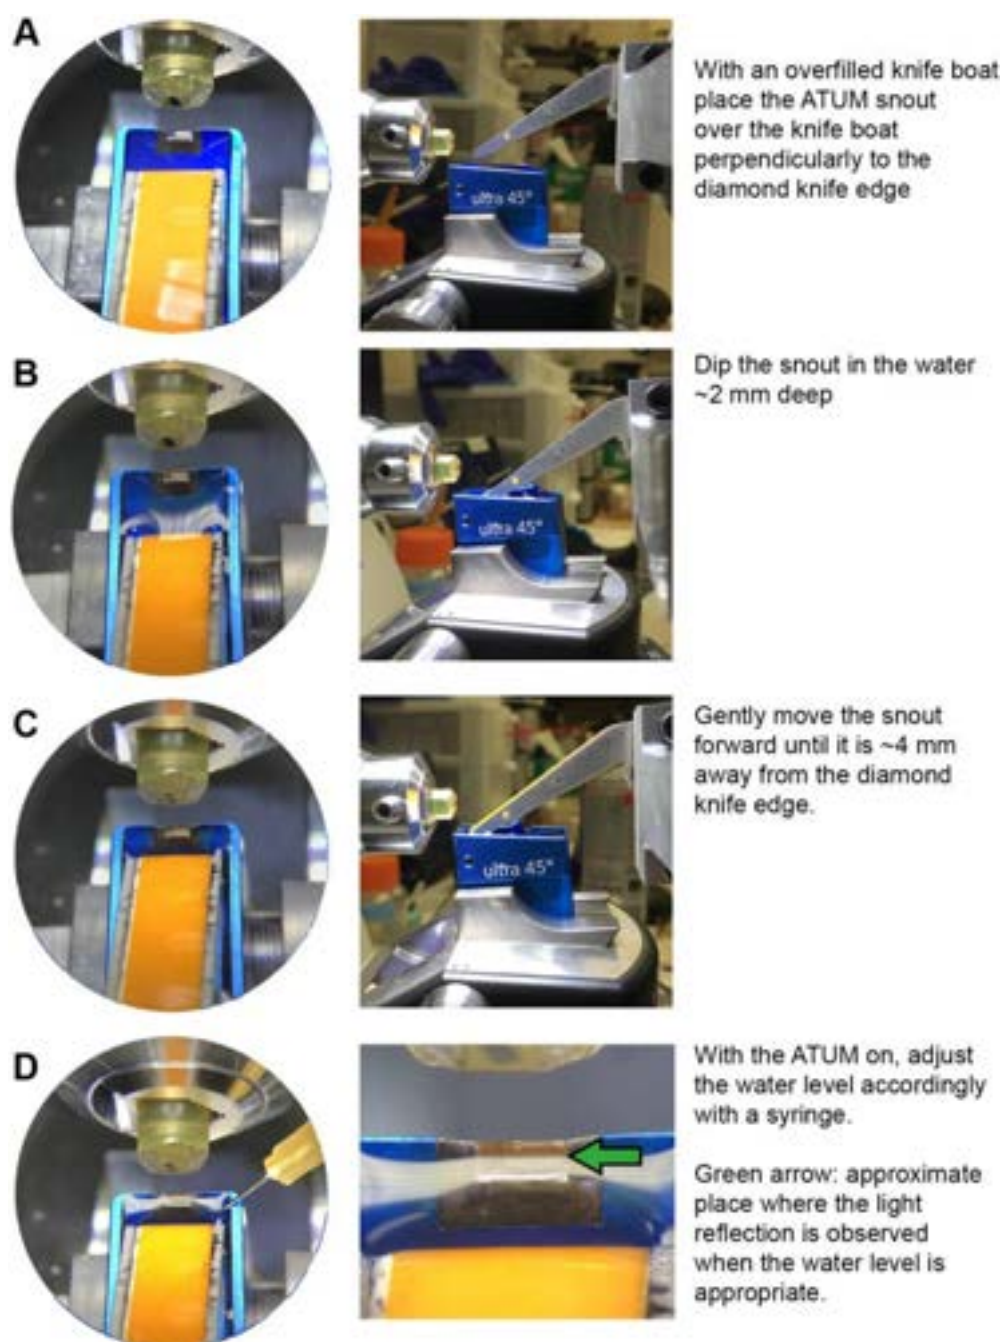 A
With an overfilled knife boat
place the ATUM snout
over the knife boat
perpendicularly to the
diamond knife edge
ultra 45°
B
Dip the snout in the water
~2 mm deep
ultra 45°
C
Gently move the snout
forward until it is ~4 mm
away from the diamond
knife edge.
ultra 45°
D
With the ATUM on, adjust
the water level accordingly
with a syringe.
Green arrow: approximate
place where the light
reflection is observed
when the water level is
appropriate.